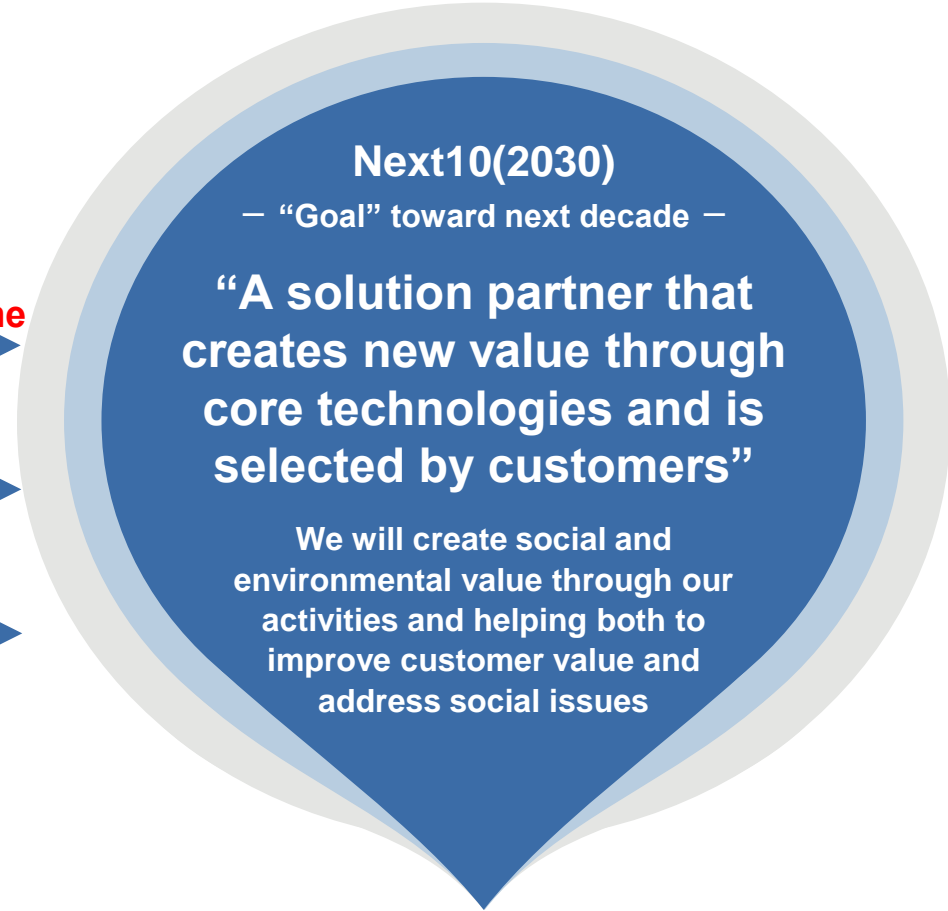 Next10(2030)
― “Goal” toward next decade ―
“A solution partner that
creates new value through
core technologies and is
selected by customers”
We will create social and
environmental value through our
activities and helping both to
improve customer value and
address social issues